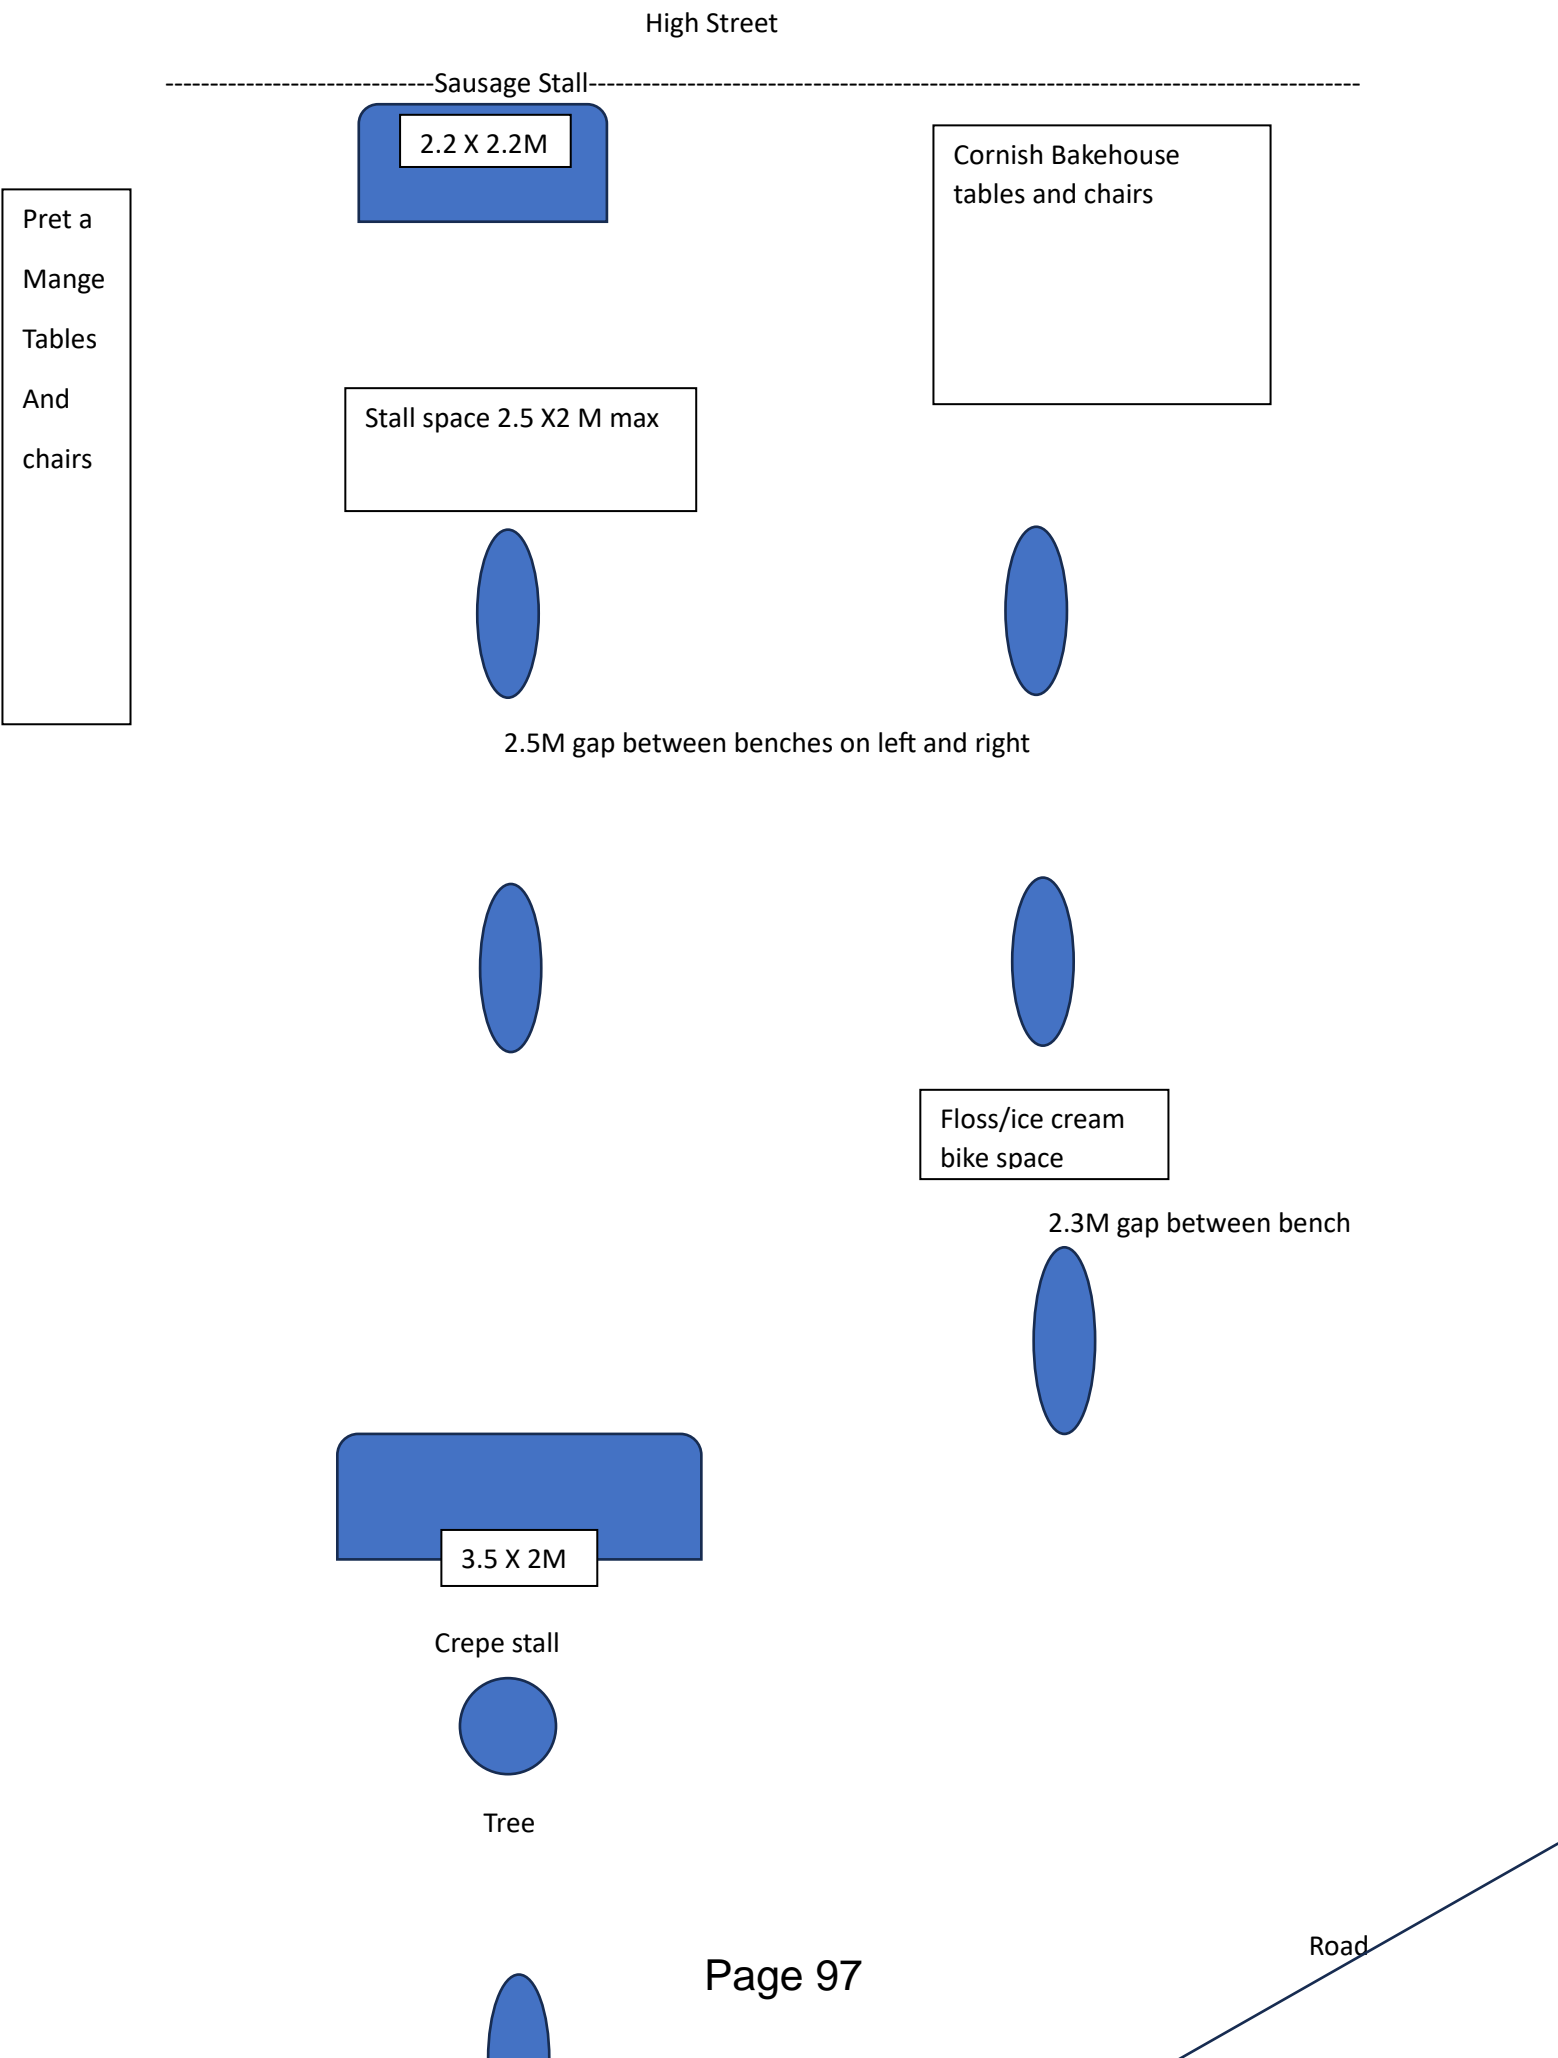 High Street
---------------------------Sausage Stall------------------------------------------------------------------------------
2.2 X 2.2M
Cornish Bakehouse
tables and chairs
Pret a
Mange
Tables
And
chairs
Stall space 2.5 X2 M max
2.5M gap between benches on left and right
Floss/ice cream
bike space
2.3M gap between bench
3.5 X 2M
Crepe stall
Tree
Road
Page 97